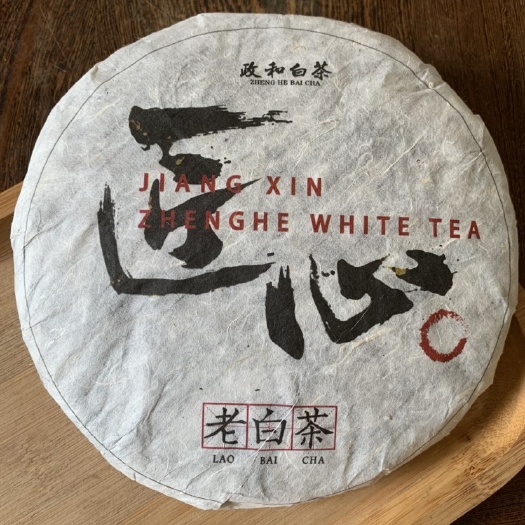 政和白茶
ZHENG HE BAI CHA
匠心
JIANG XIN
ZHENGHE WHITE TEA
老白茶
LAO BAI CHA